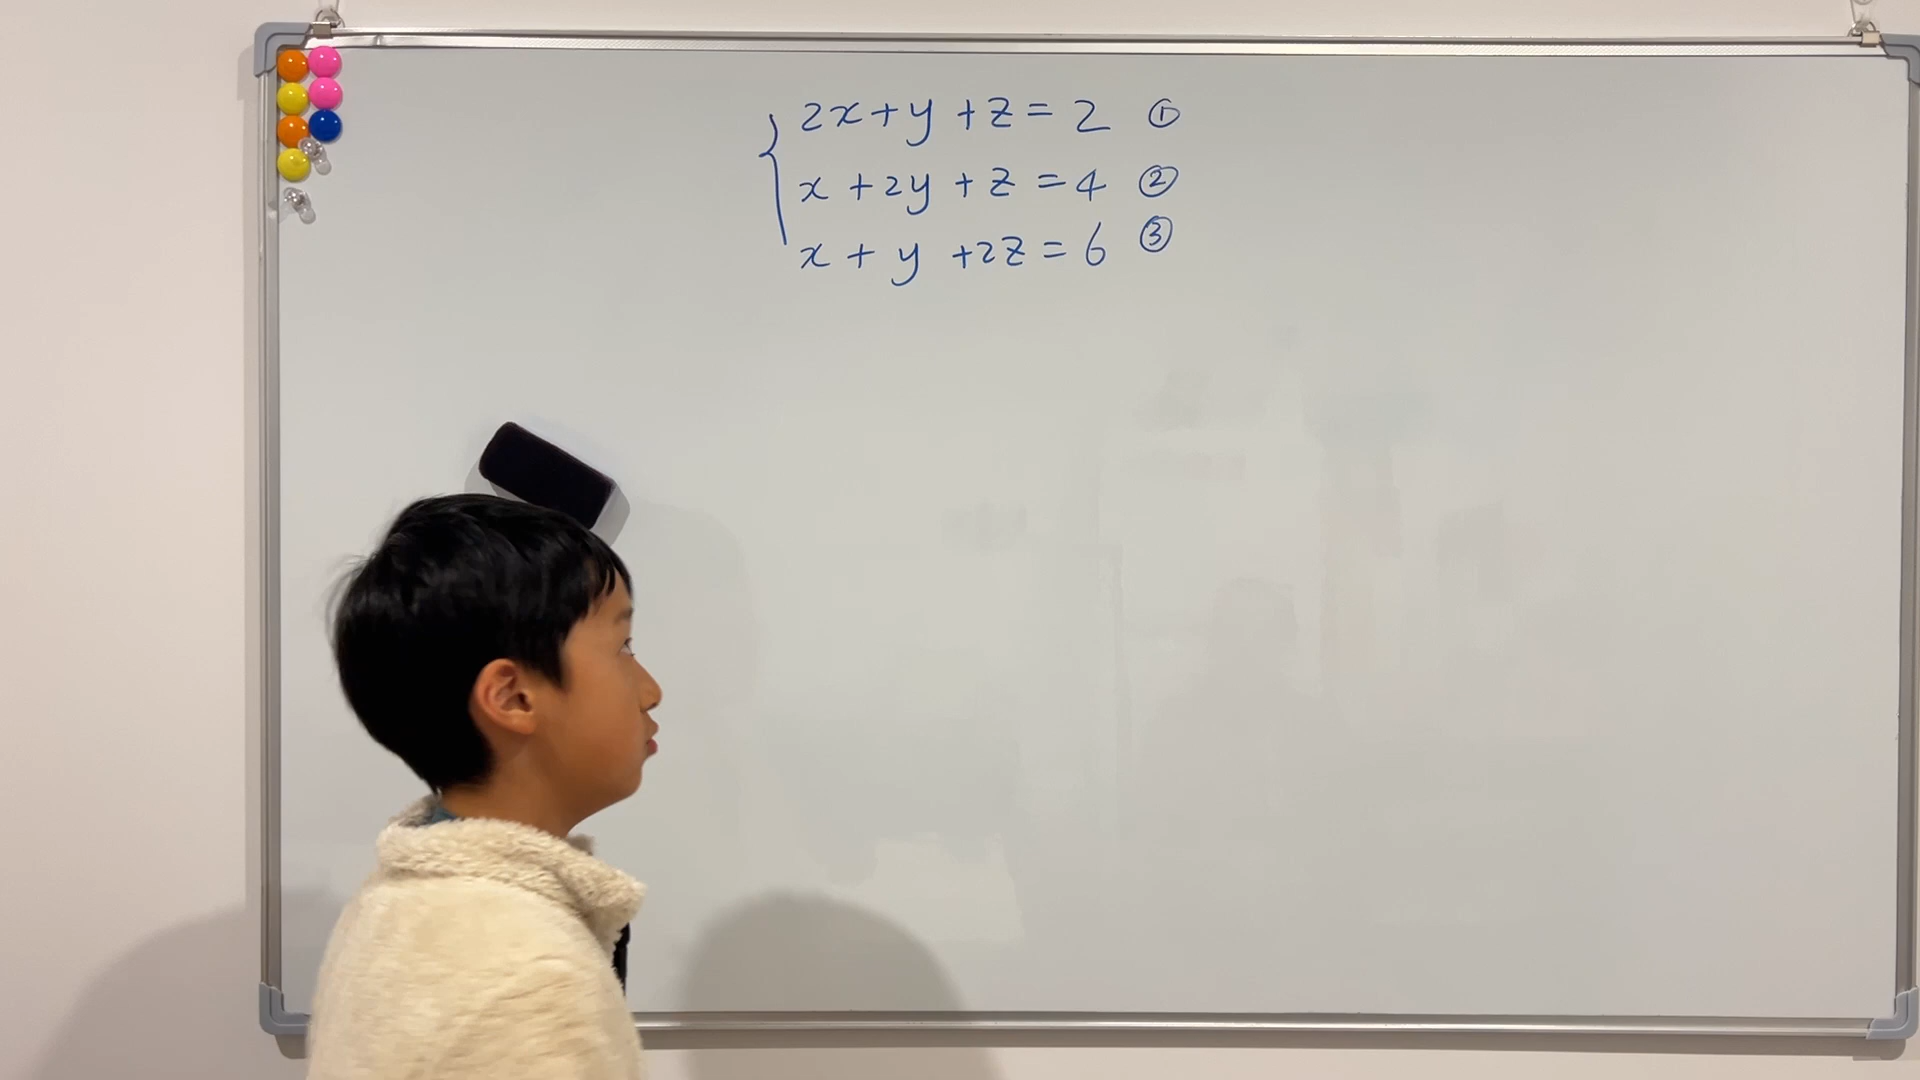 2x+y+z=2 ①
x+2y+z=4 ②
x+y+2z=6 ③